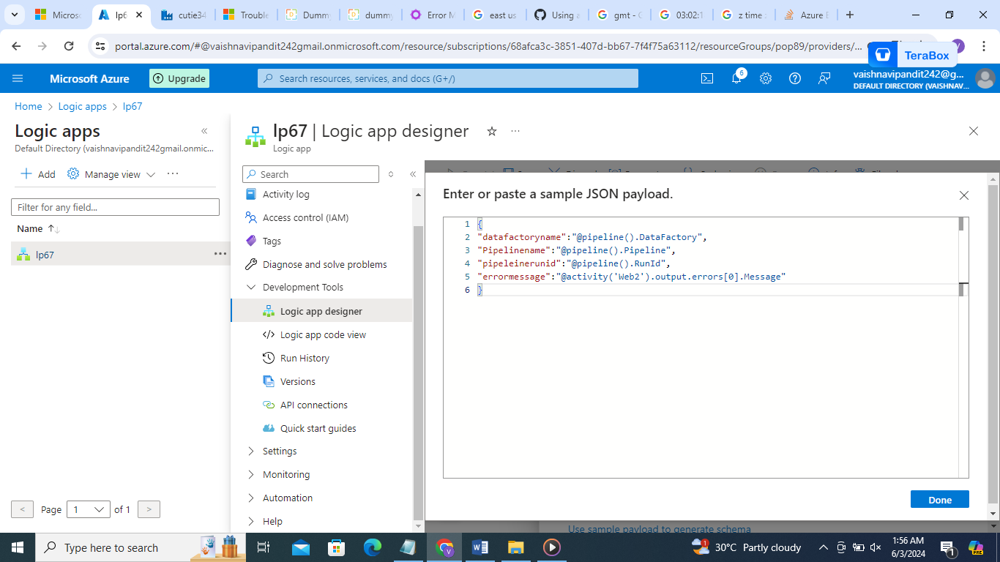 Microso
lp6
cutie34
Trouble
Dummy
dummy
Error M
east us
Using a
gmt - G
03:02:1
z time
Azure E
portal.azure.com/#@vaishnavipandit242gmail.onmicrosoft.com/resource/subscriptions/68afca3c-3851-407d-bb67-7f4f75a63112/resourceGroups/pop89/providers/...
TeraBox
Microsoft Azure
Upgrade
Search resources, services, and docs (G+/)
6
vaishnavipandit242@g...
DEFAULT DIRECTORY (VAISHNAV...
Home > Logic apps > lp67
Logic apps
Default Directory (vaishnavipandit242gmail.onmic...
Add
Manage view
Filter for any field...
Name
lp67
Page 1 of 1
lp67 | Logic app designer
Logic app
Search
Activity log
Access control (IAM)
Tags
Diagnose and solve problems
Development Tools
Logic app designer
Logic app code view
Run History
Versions
API connections
Quick start guides
Settings
Monitoring
Automation
Help
Enter or paste a sample JSON payload.
1 {
2 "datafactoryname":"@pipeline().DataFactory",
3 "Pipelinename":"@pipeline().Pipeline",
4 "pipeleinerunid":"@pipeline().RunId",
5 "errormessage":"@activity('Web2').output.errors[0].Message"
6 }
Done
Use sample payload to generate schema
Type here to search
30°C Partly cloudy
1:56 AM
6/3/2024
1